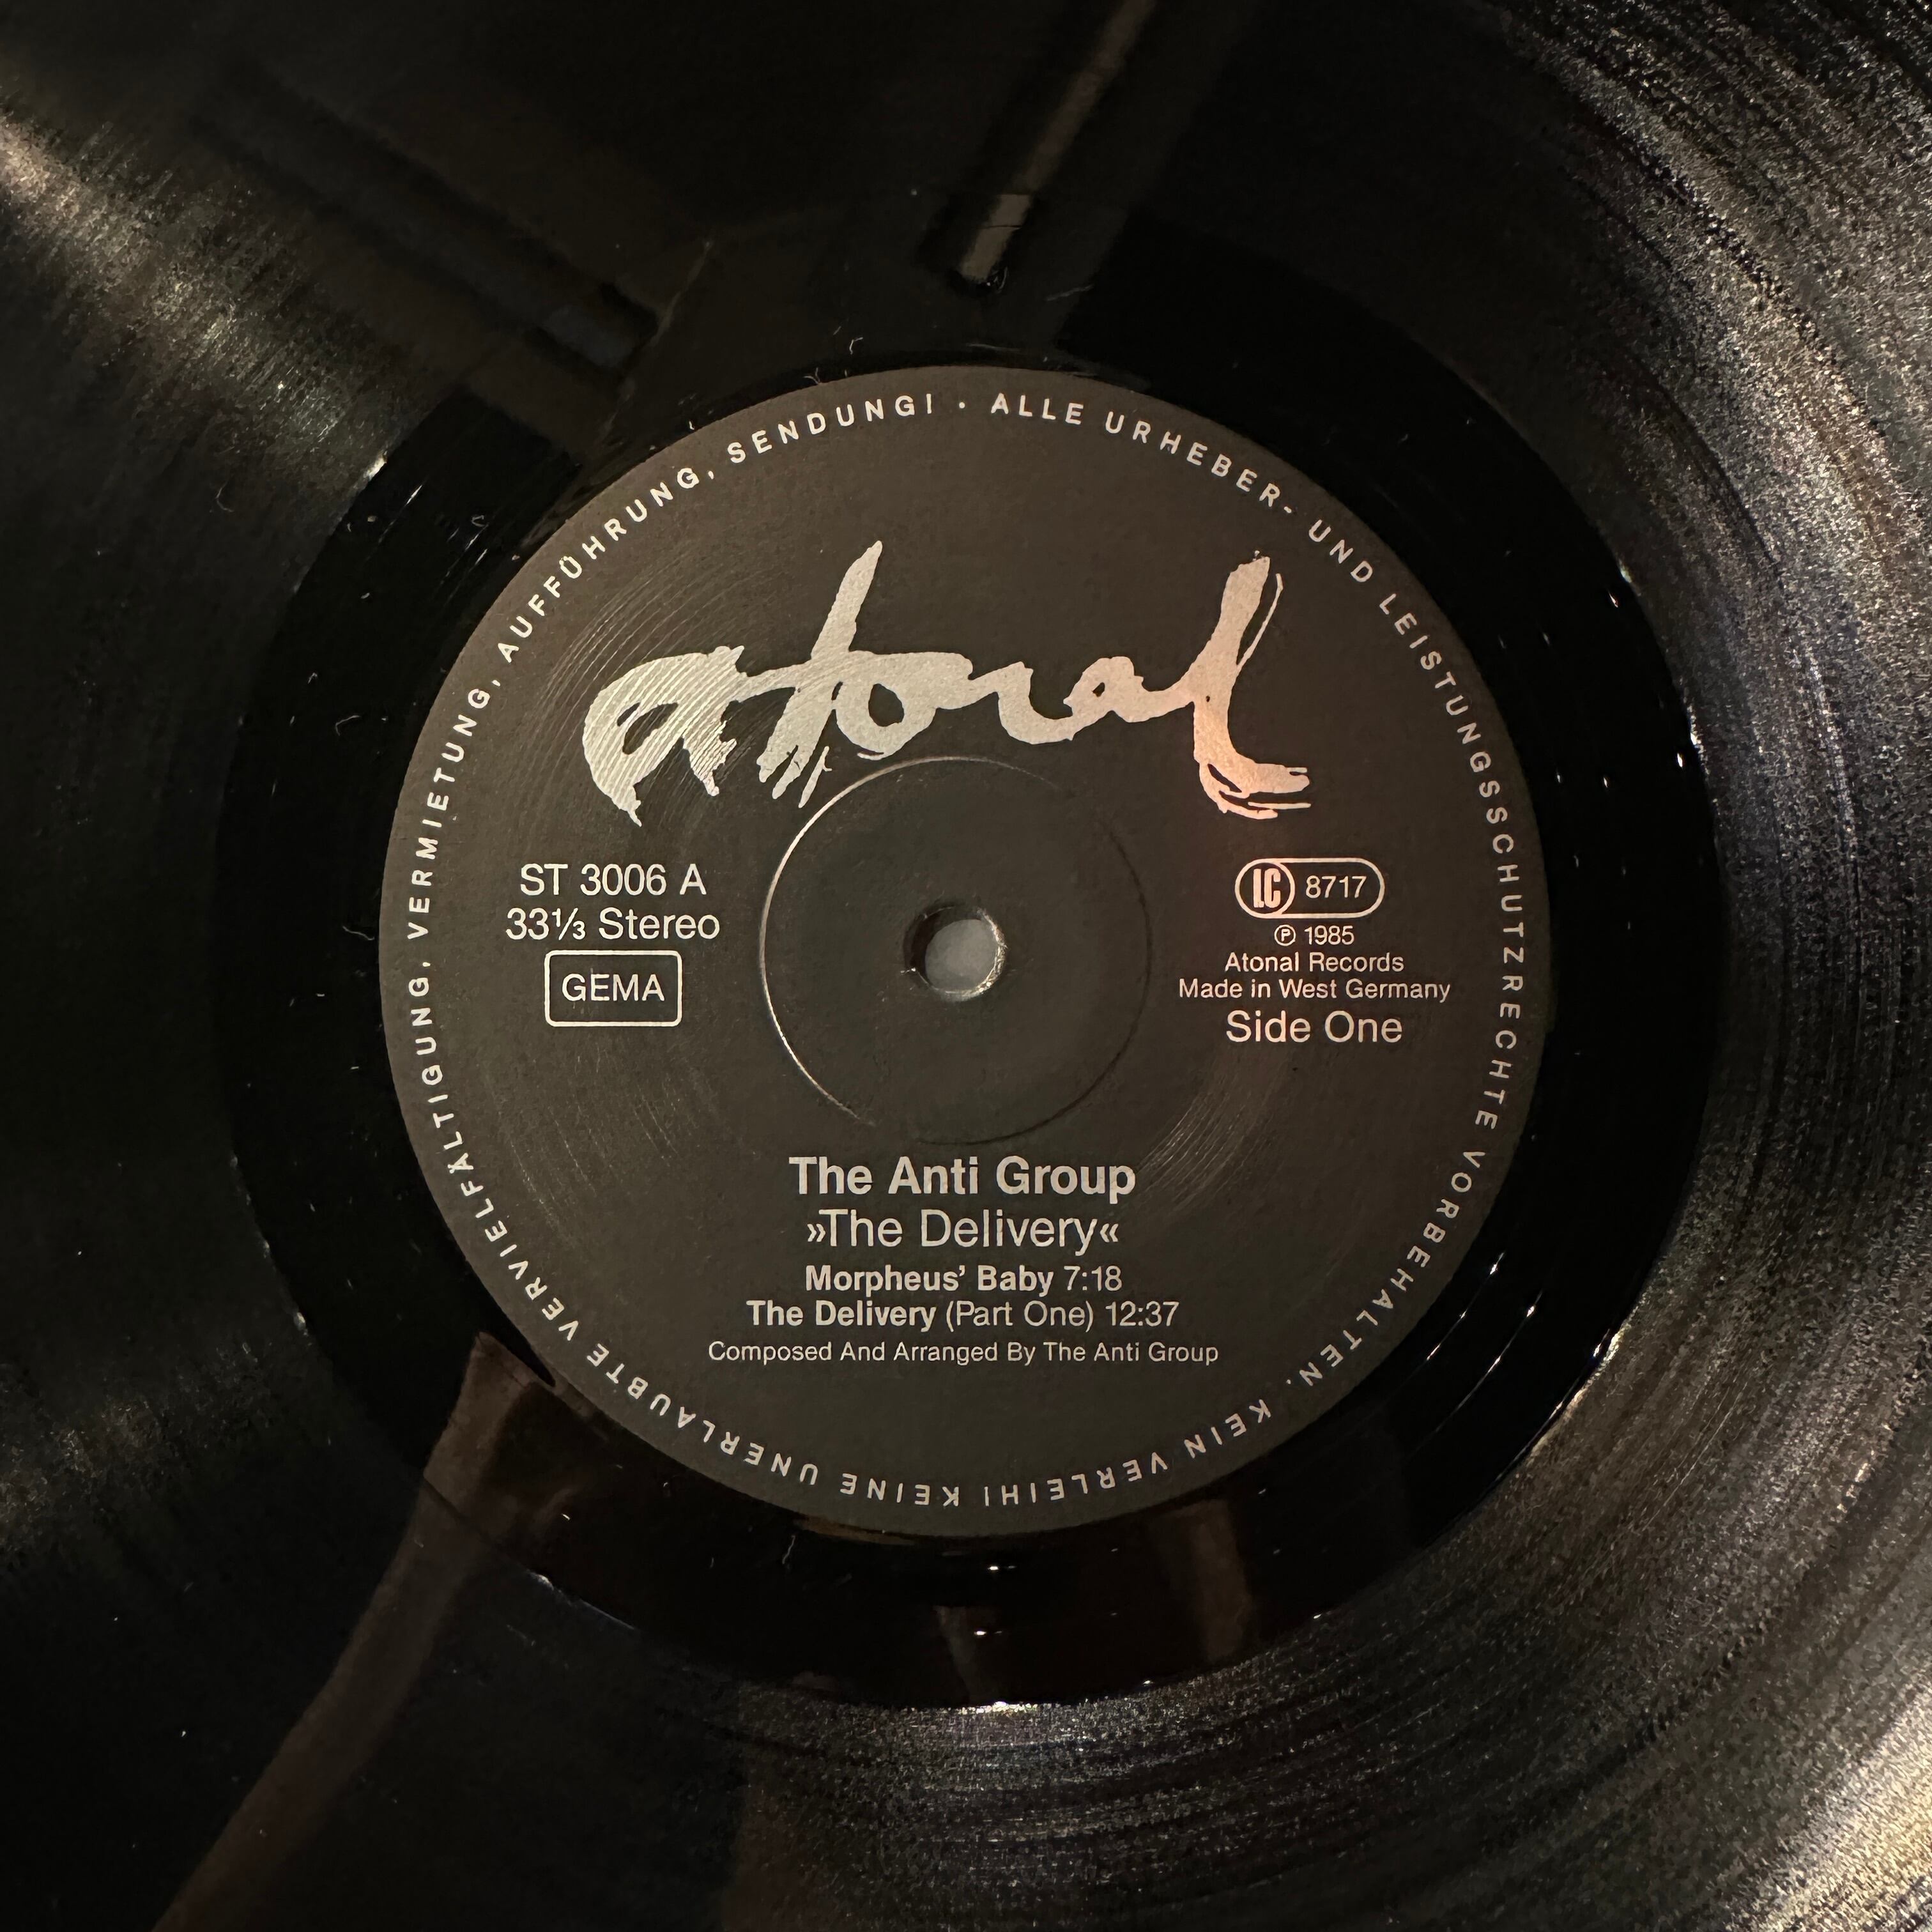 atonal
ST 3006 A
33⅓ Stereo
GEMA
LC 8717
℗ 1985
Atonal Records
Made in West Germany
Side One
The Anti Group
»The Delivery«
Morpheus’ Baby 7:18
The Delivery (Part One) 12:37
Composed And Arranged By The Anti Group
· ALLE URHEBER- UND LEISTUNGSSCHUTZRECHTE VORBEHALTEN. KEIN VERLEIH! KEINE UNERLAUBTE VERVIELFÄLTIGUNG, VERMIETUNG, AUFFÜHRUNG, SENDUNG!